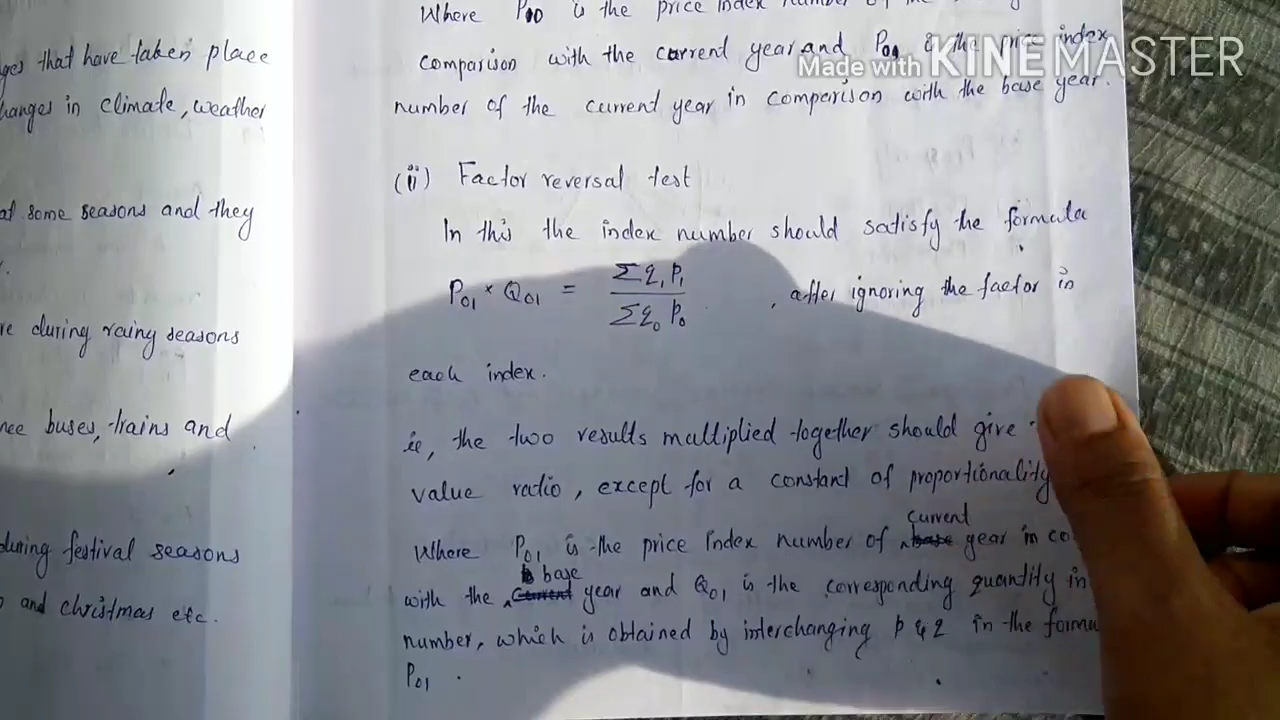 ges that have taken place
hanges in climate, weather
at some seasons and they
re during rainy seasons
nce buses, trains and
during festival seasons
and christmas etc.
Where P₁₀ is the price index number of the
comparison with the current year and P₀₁ is the price index
number of the current year in comparison with the base year.
Made with KINEMASTER
(ii) Factor reversal test
In this the index number should satisfy the formula
P₀₁ × Q₀₁ = Σq₁p₁ / Σq₀p₀ , after ignoring the factor in
each index.
ie, the two results multiplied together should give
value ratio, except for a constant of proportionality
Where P₀₁ is the price index number of current year in co
with the base year and Q₀₁ is the corresponding quantity in
number, which is obtained by interchanging p & q in the formu
P₀₁ .